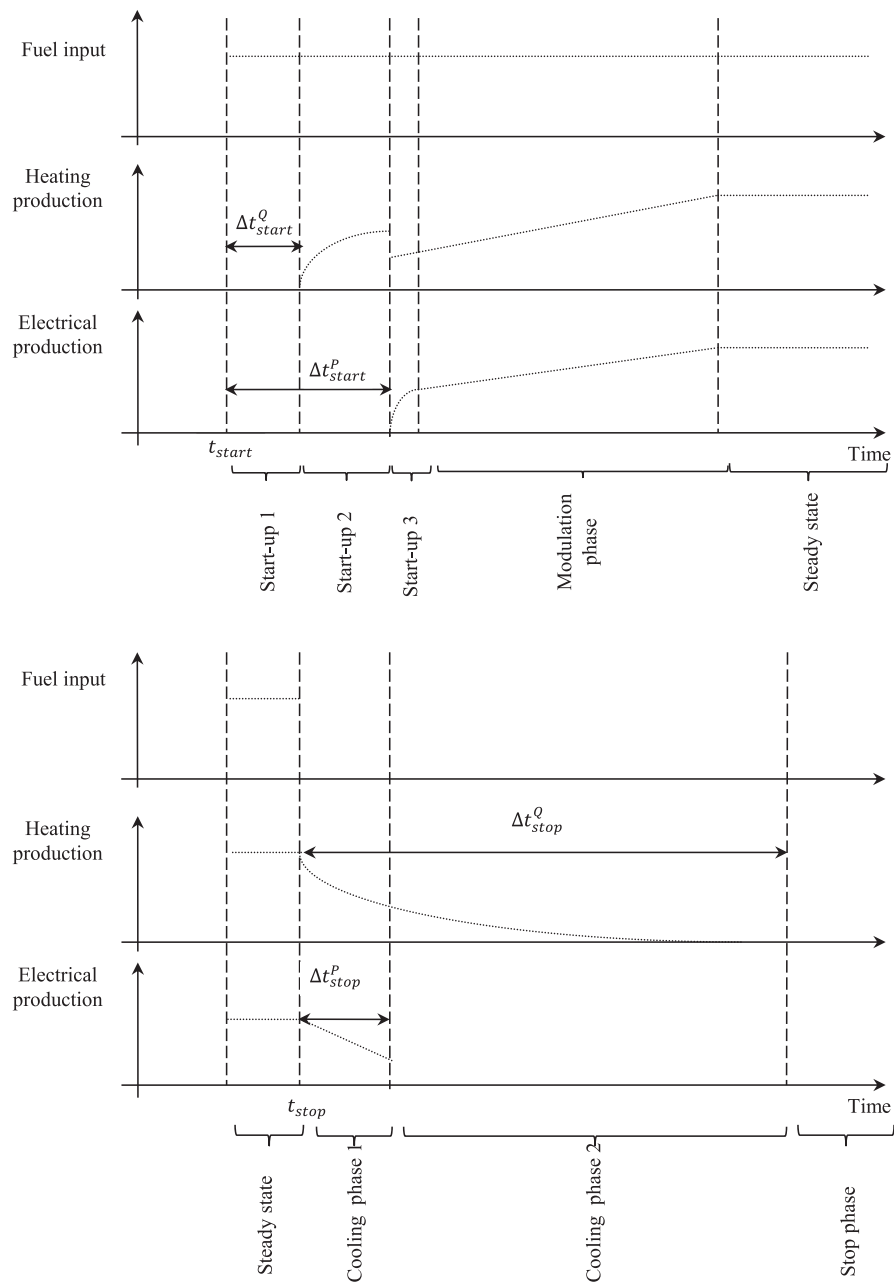 Fuel input
Heating
production
Δt^Q_start
Electrical
production
Δt^P_start
t_start
Time
Start-up 1
Start-up 2
Start-up 3
Modulation
phase
Steady state
Fuel input
Heating
production
Δt^Q_stop
Electrical
production
Δt^P_stop
t_stop
Time
Steady state
Cooling phase 1
Cooling phase 2
Stop phase